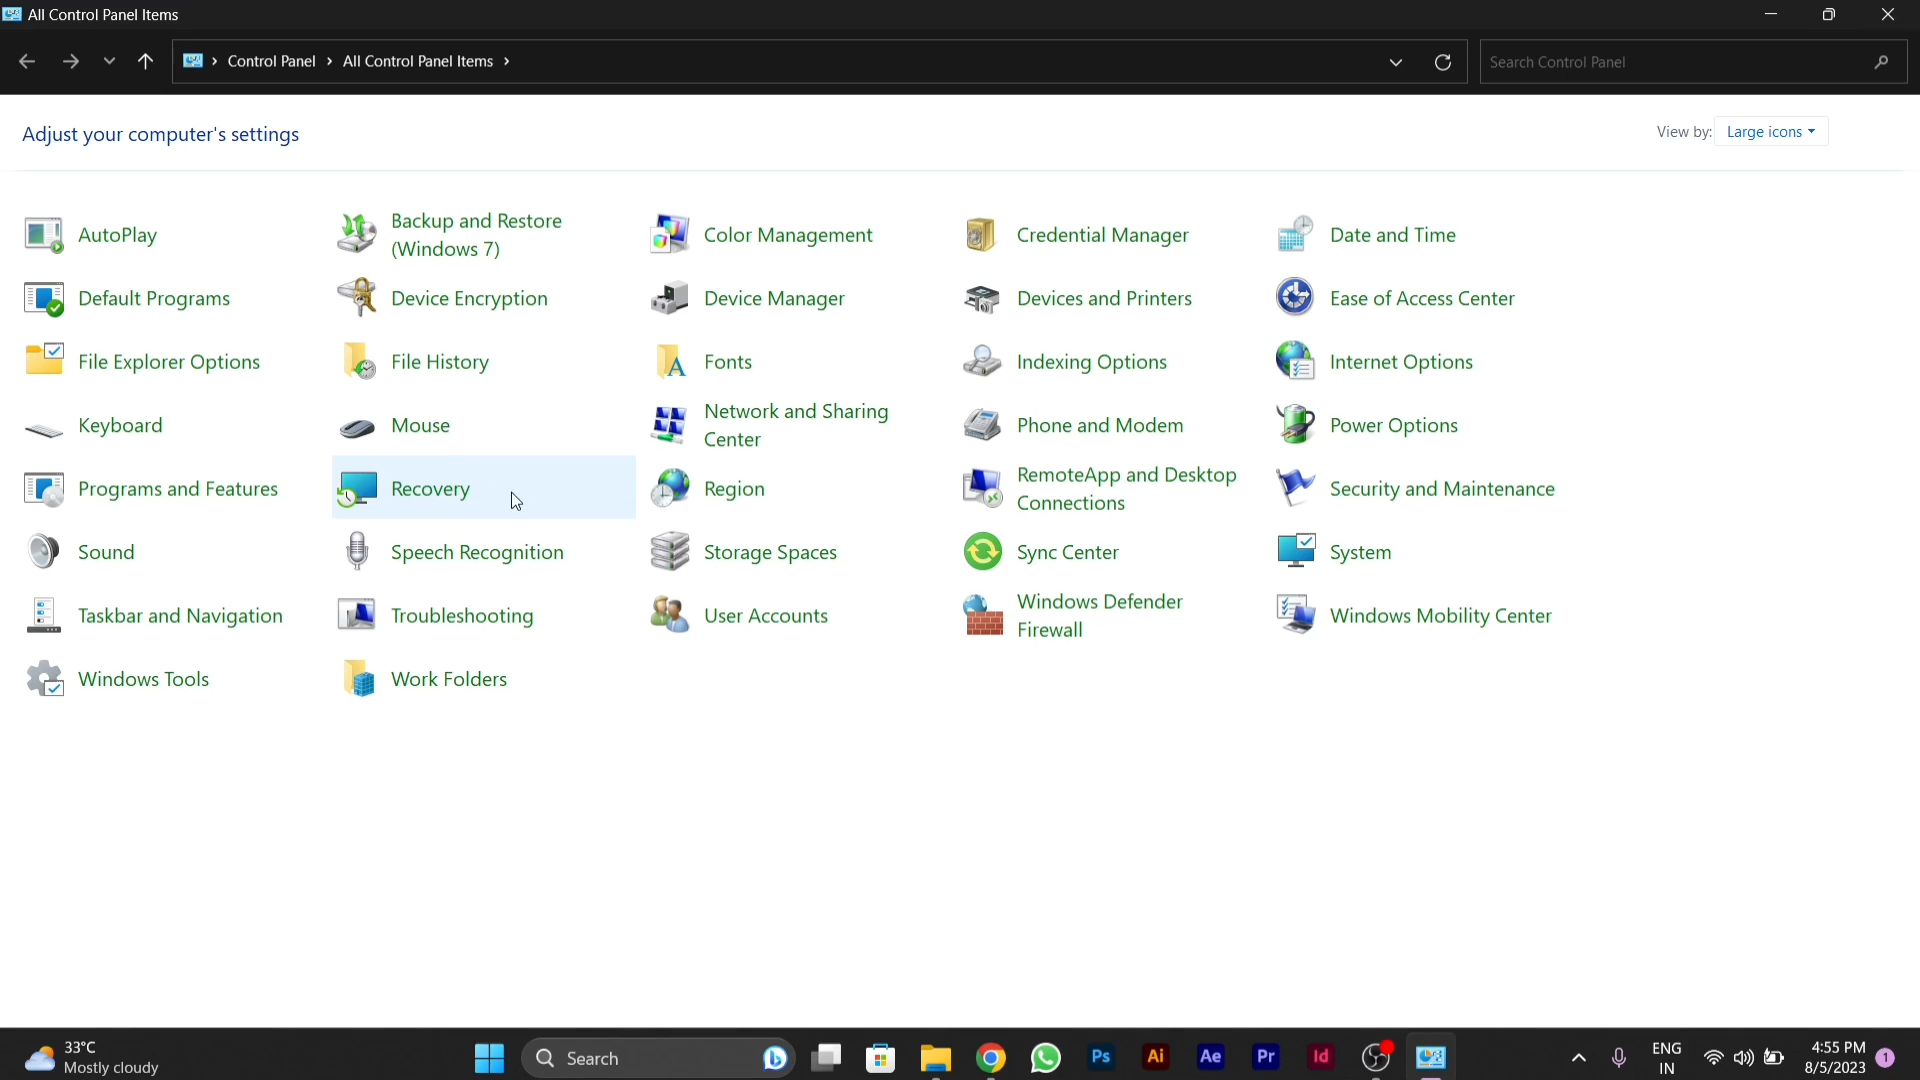 All Control Panel Items
Control Panel > All Control Panel Items >
Search Control Panel
Adjust your computer's settings
View by: Large icons
AutoPlay
Backup and Restore
(Windows 7)
Color Management
Credential Manager
Date and Time
Default Programs
Device Encryption
Device Manager
Devices and Printers
Ease of Access Center
File Explorer Options
File History
Fonts
Indexing Options
Internet Options
Keyboard
Mouse
Network and Sharing
Center
Phone and Modem
Power Options
Programs and Features
Recovery
Region
RemoteApp and Desktop
Connections
Security and Maintenance
Sound
Speech Recognition
Storage Spaces
Sync Center
System
Taskbar and Navigation
Troubleshooting
User Accounts
Windows Defender
Firewall
Windows Mobility Center
Windows Tools
Work Folders
33°C
Mostly cloudy
Search
Ps
Ai
Ae
Pr
Id
ENG
IN
4:55 PM
8/5/2023
1